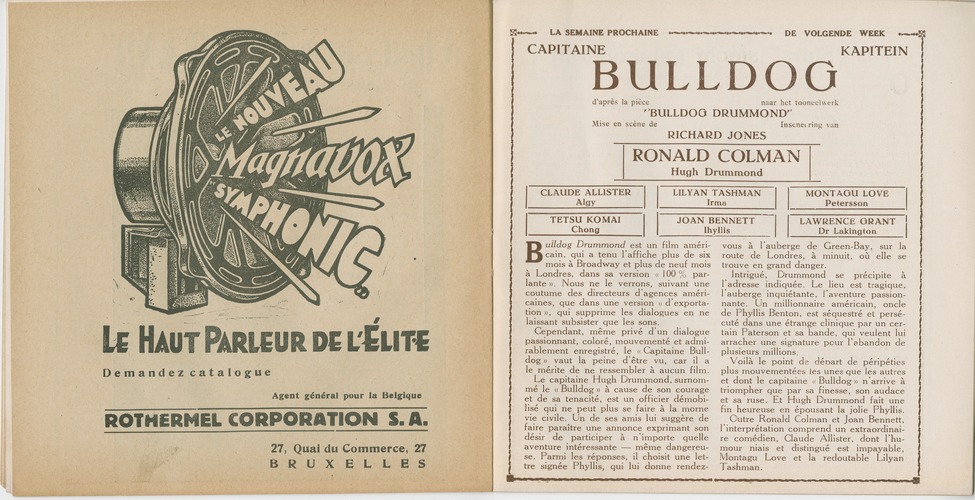 LE NOUVEAU
Magnavox
SYMPHONIC
LE HAUT PARLEUR DE L'ÉLITE
Demandez catalogue
Agent général pour la Belgique
ROTHERMEL CORPORATION S. A.
27, Quai du Commerce, 27
BRUXELLES
LA SEMAINE PROCHAINE DE VOLGENDE WEEK
CAPITAINE KAPITEIN
BULLDOG
d'après la pièce naar het tooneelwerk
"BULLDOG DRUMMOND"
Mise en scène de Insceneering van
RICHARD JONES
RONALD COLMAN
Hugh Drummond
CLAUDE ALLISTER
Algy
LILYAN TASHMAN
Irma
MONTAGU LOVE
Petersson
TETSU KOMAI
Chong
JOAN BENNETT
Ihyllis
LAWRENCE GRANT
Dr Lakington
Bulldog Drummond est un film améri-
cain, qui a tenu l'affiche plus de six
mois à Broadway et plus de neuf mois
à Londres, dans sa version « 100 %, par-
lante ». Nous ne le verrons, suivant une
coutume des directeurs d'agences améri-
caines, que dans une version « d'exporta-
tion », qui supprime les dialogues en ne
laissant subsister que les sons.
Cependant, même privé d'un dialogue
passionnant, coloré, mouvementé et admi-
rablement enregistré, le « Capitaine Bull-
dog » vaut la peine d'être vu, car il a
le mérite de ne ressembler à aucun film.
Le capitaine Hugh Drummond, surnom-
mé le « Bulldog » à cause de son courage
et de sa tenacité, est un officier démobi-
lisé qui ne peut plus se faire à la morne
vie civile. Un de ses amis lui suggère de
faire paraître une annonce exprimant son
désir de participer à n'importe quelle
aventure intéressante — même dangereu-
se. Parmi les réponses, il choisit une let-
tre signée Phyllis, qui lui donne rendez-
vous à l'auberge de Green-Bay, sur la
route de Londres, à minuit, où elle se
trouve en grand danger.
Intrigué, Drummond se précipite à
l'adresse indiquée. Le lieu est tragique,
l'auberge inquiétante, l'aventure passion-
nante. Un millionaire américain, oncle
de Phyllis Benton, est séquestré et persé-
cuté dans une étrange clinique par un cer-
tain Paterson et sa bande, qui veulent lui
arracher une signature pour l'abandon de
plusieurs millions.
Voilà le point de départ de péripéties
plus mouvementées les unes que les autres
et dont le capitaine « Bulldog » n'arrive à
triompher que par sa finesse, son audace
et sa ruse. Et Hugh Drummond fait une
fin heureuse en épousant la jolie Phyllis.
Outre Ronald Colman et Joan Bennett,
l'interprétation comprend un extraordinai-
re comédien, Claude Allister, dont l'hu-
mour niais et distingué est impayable,
Montagu Love et la redoutable Lilyan
Tashman.